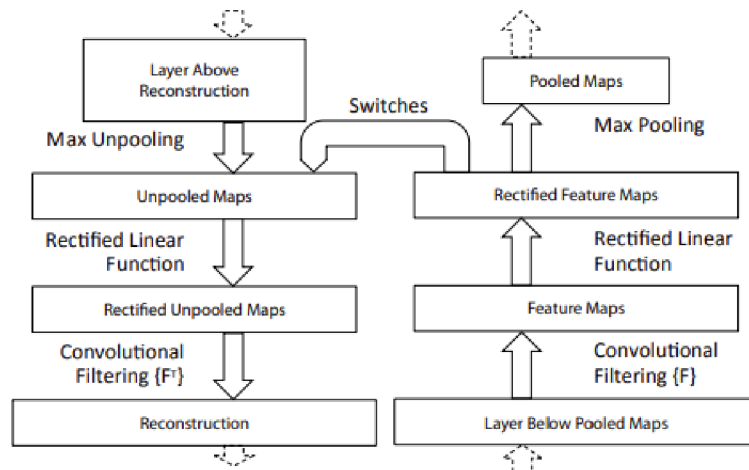 Layer Above
Reconstruction
Max Unpooling
Unpooled Maps
Rectified Linear
Function
Rectified Unpooled Maps
Convolutional
Filtering {Fᵀ}
Reconstruction
Switches
Pooled Maps
Max Pooling
Rectified Feature Maps
Rectified Linear
Function
Feature Maps
Convolutional
Filtering {F}
Layer Below Pooled Maps